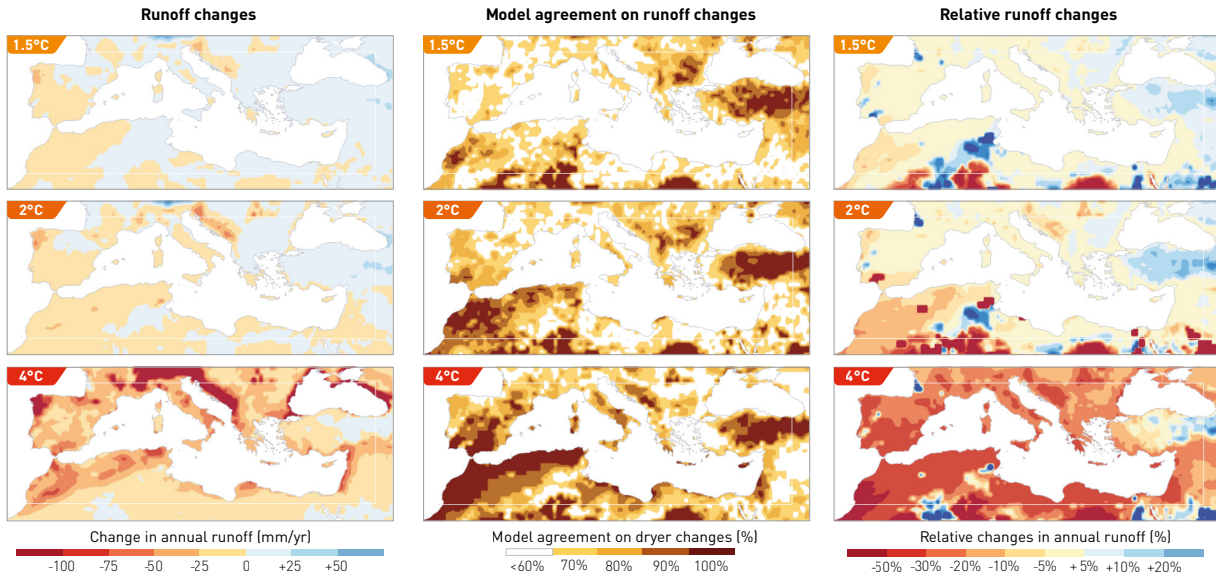 Runoff changes
Model agreement on runoff changes
Relative runoff changes
1.5°C
1.5°C
1.5°C
2°C
2°C
2°C
4°C
4°C
4°C
Change in annual runoff (mm/yr)
-100 -75 -50 -25 0 +25 +50
Model agreement on dryer changes (%)
<60% 70% 80% 90% 100%
Relative changes in annual runoff (%)
-50% -30% -20% -10% -5% +5% +10% +20%